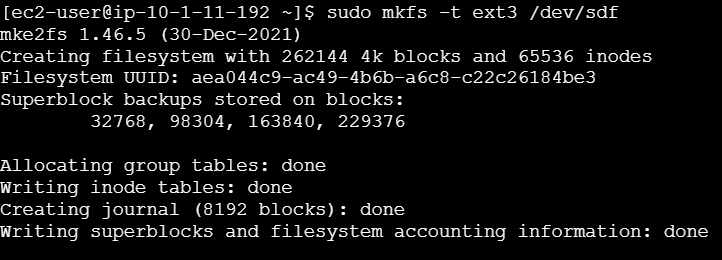 [ec2-user@ip-10-1-11-192 ~]$ sudo mkfs -t ext3 /dev/sdf
mke2fs 1.46.5 (30-Dec-2021)
Creating filesystem with 262144 4k blocks and 65536 inodes
Filesystem UUID: aea044c9-ac49-4b6b-a6c8-c22c26184be3
Superblock backups stored on blocks:
32768, 98304, 163840, 229376
Allocating group tables: done
Writing inode tables: done
Creating journal (8192 blocks): done
Writing superblocks and filesystem accounting information: done